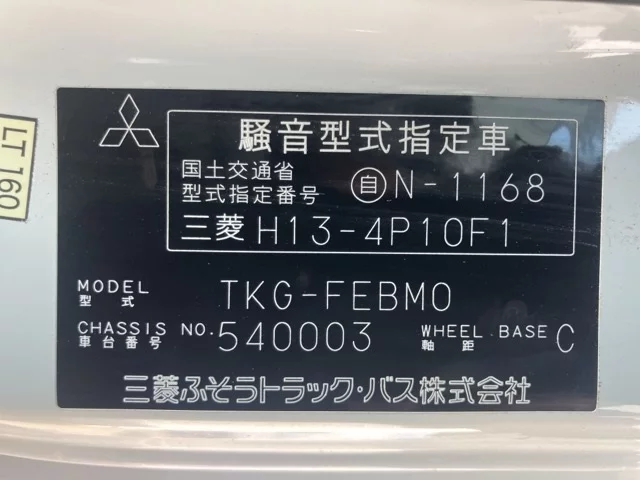 LT 160
騒音型式指定車
国土交通省
型式指定番号 自N-1168
三菱 H13-4P10F1
MODEL TKG-FEBM0
型式
CHASSIS NO. 540003 WHEEL BASE C
車台番号 軸距
三菱ふそうトラック・バス株式会社